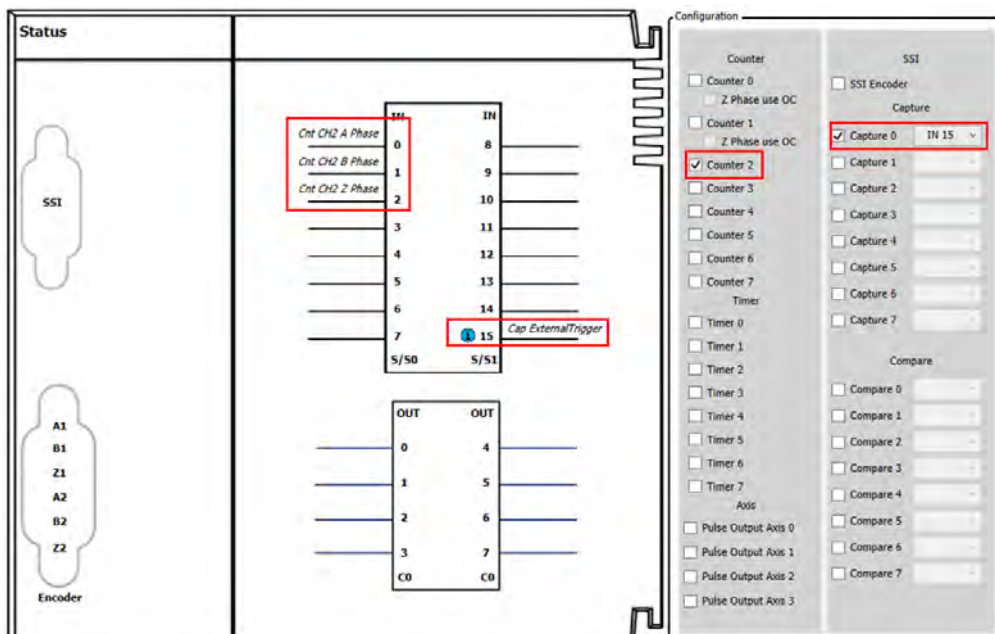 Status
SSI
A1
B1
Z1
A2
B2
Z2
Encoder
IN IN
Cnt CH2 A Phase
0 8
Cnt CH2 B Phase
1 9
Cnt CH2 Z Phase
2 10
3 11
4 12
5 13
6 14
7 1 15 Cap ExternalTrigger
S/S0 S/S1
OUT OUT
0 4
1 5
2 6
3 7
C0 C0
Configuration
Counter
Counter 0
Z Phase use OC
Counter 1
Z Phase use OC
Counter 2
Counter 3
Counter 4
Counter 5
Counter 6
Counter 7
Timer
Timer 0
Timer 1
Timer 2
Timer 3
Timer 4
Timer 5
Timer 6
Timer 7
Axis
Pulse Output Axis 0
Pulse Output Axis 1
Pulse Output Axis 2
Pulse Output Axis 3
SSI
SSI Encoder
Capture
Capture 0 IN 15
Capture 1
Capture 2
Capture 3
Capture 4
Capture 5
Capture 6
Capture 7
Compare
Compare 0
Compare 1
Compare 2
Compare 3
Compare 4
Compare 5
Compare 6
Compare 7